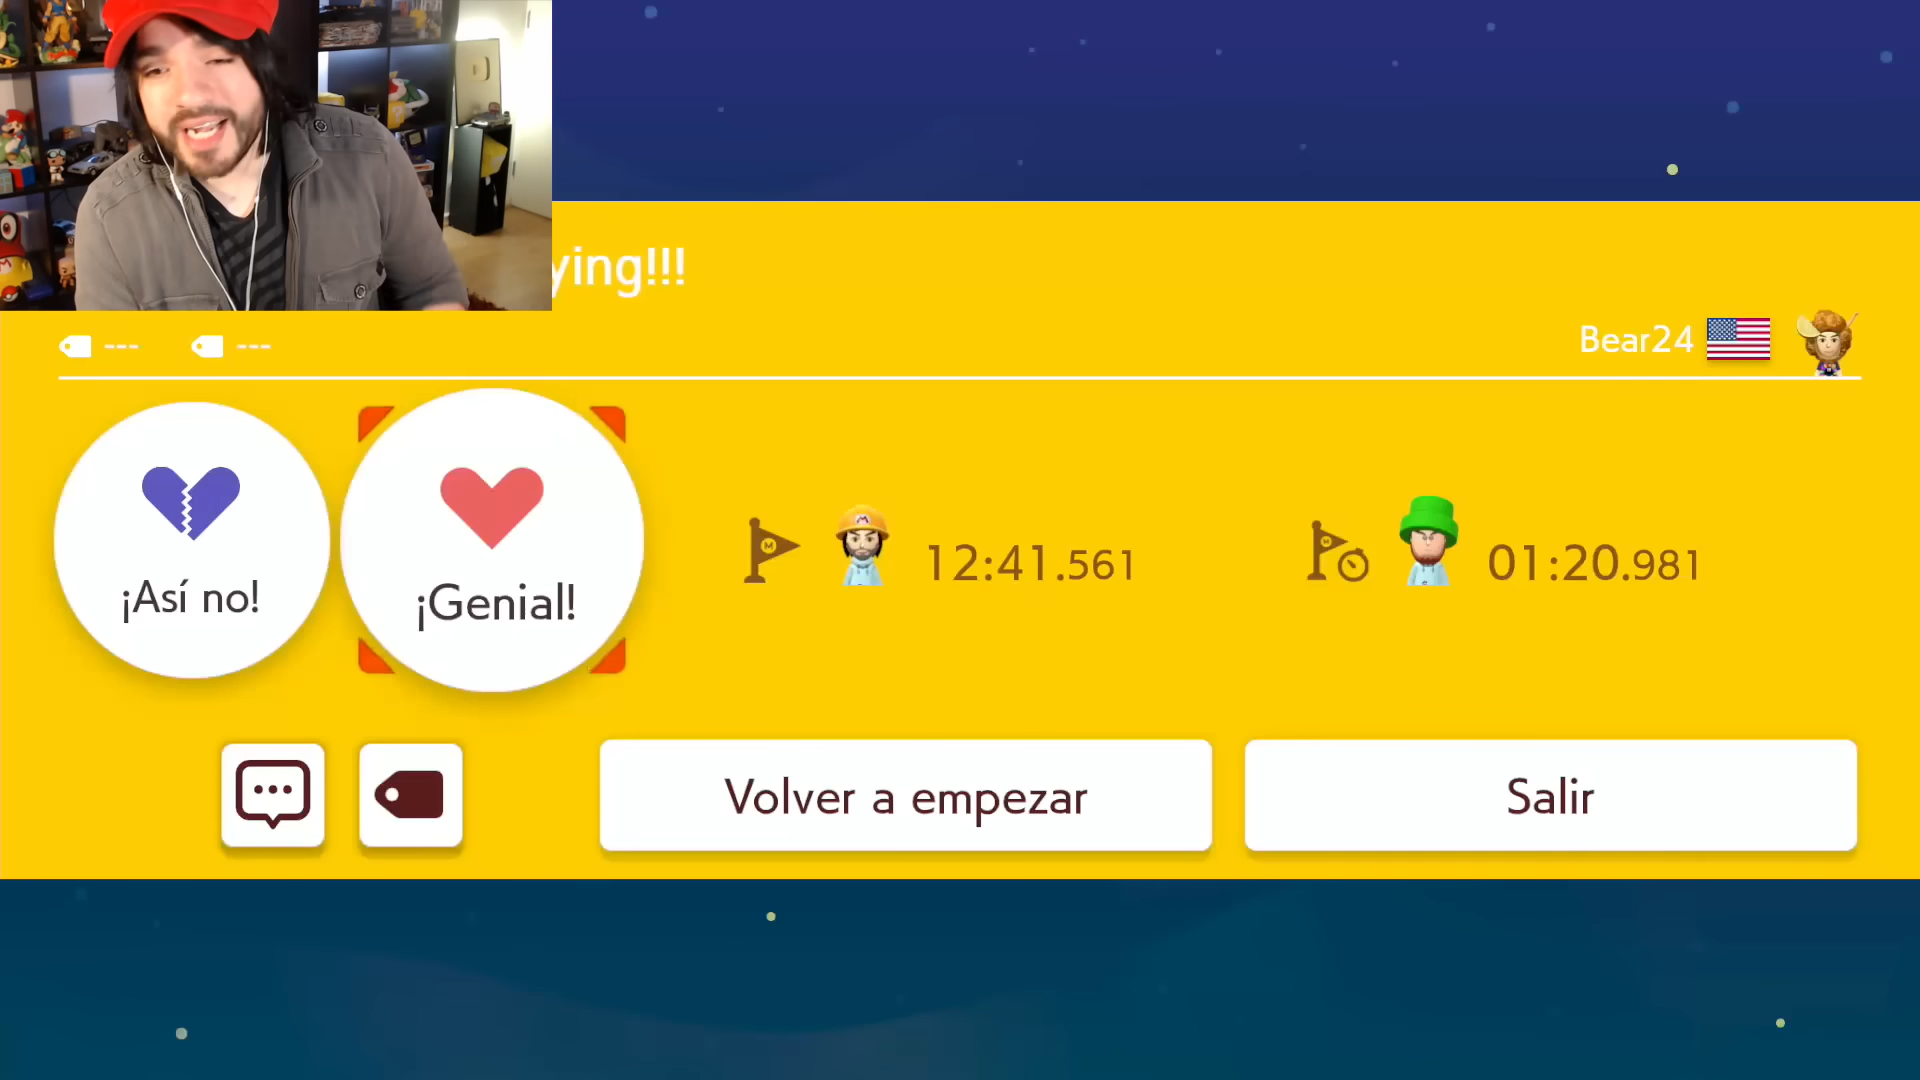 ying!!!
--- ---
Bear24
¡Así no!
¡Genial!
12:41.561
01:20.981
Volver a empezar
Salir